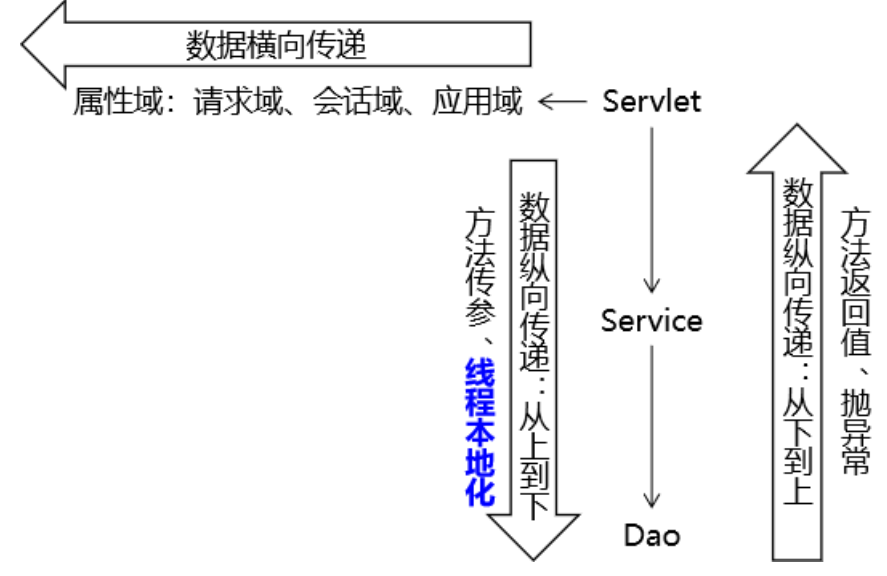 数据横向传递
属性域：请求域、会话域、应用域
Servlet
方法传参、线程本地化
数据纵向传递：从上到下
Service
Dao
数据纵向传递：从下到上
方法返回值、抛异常